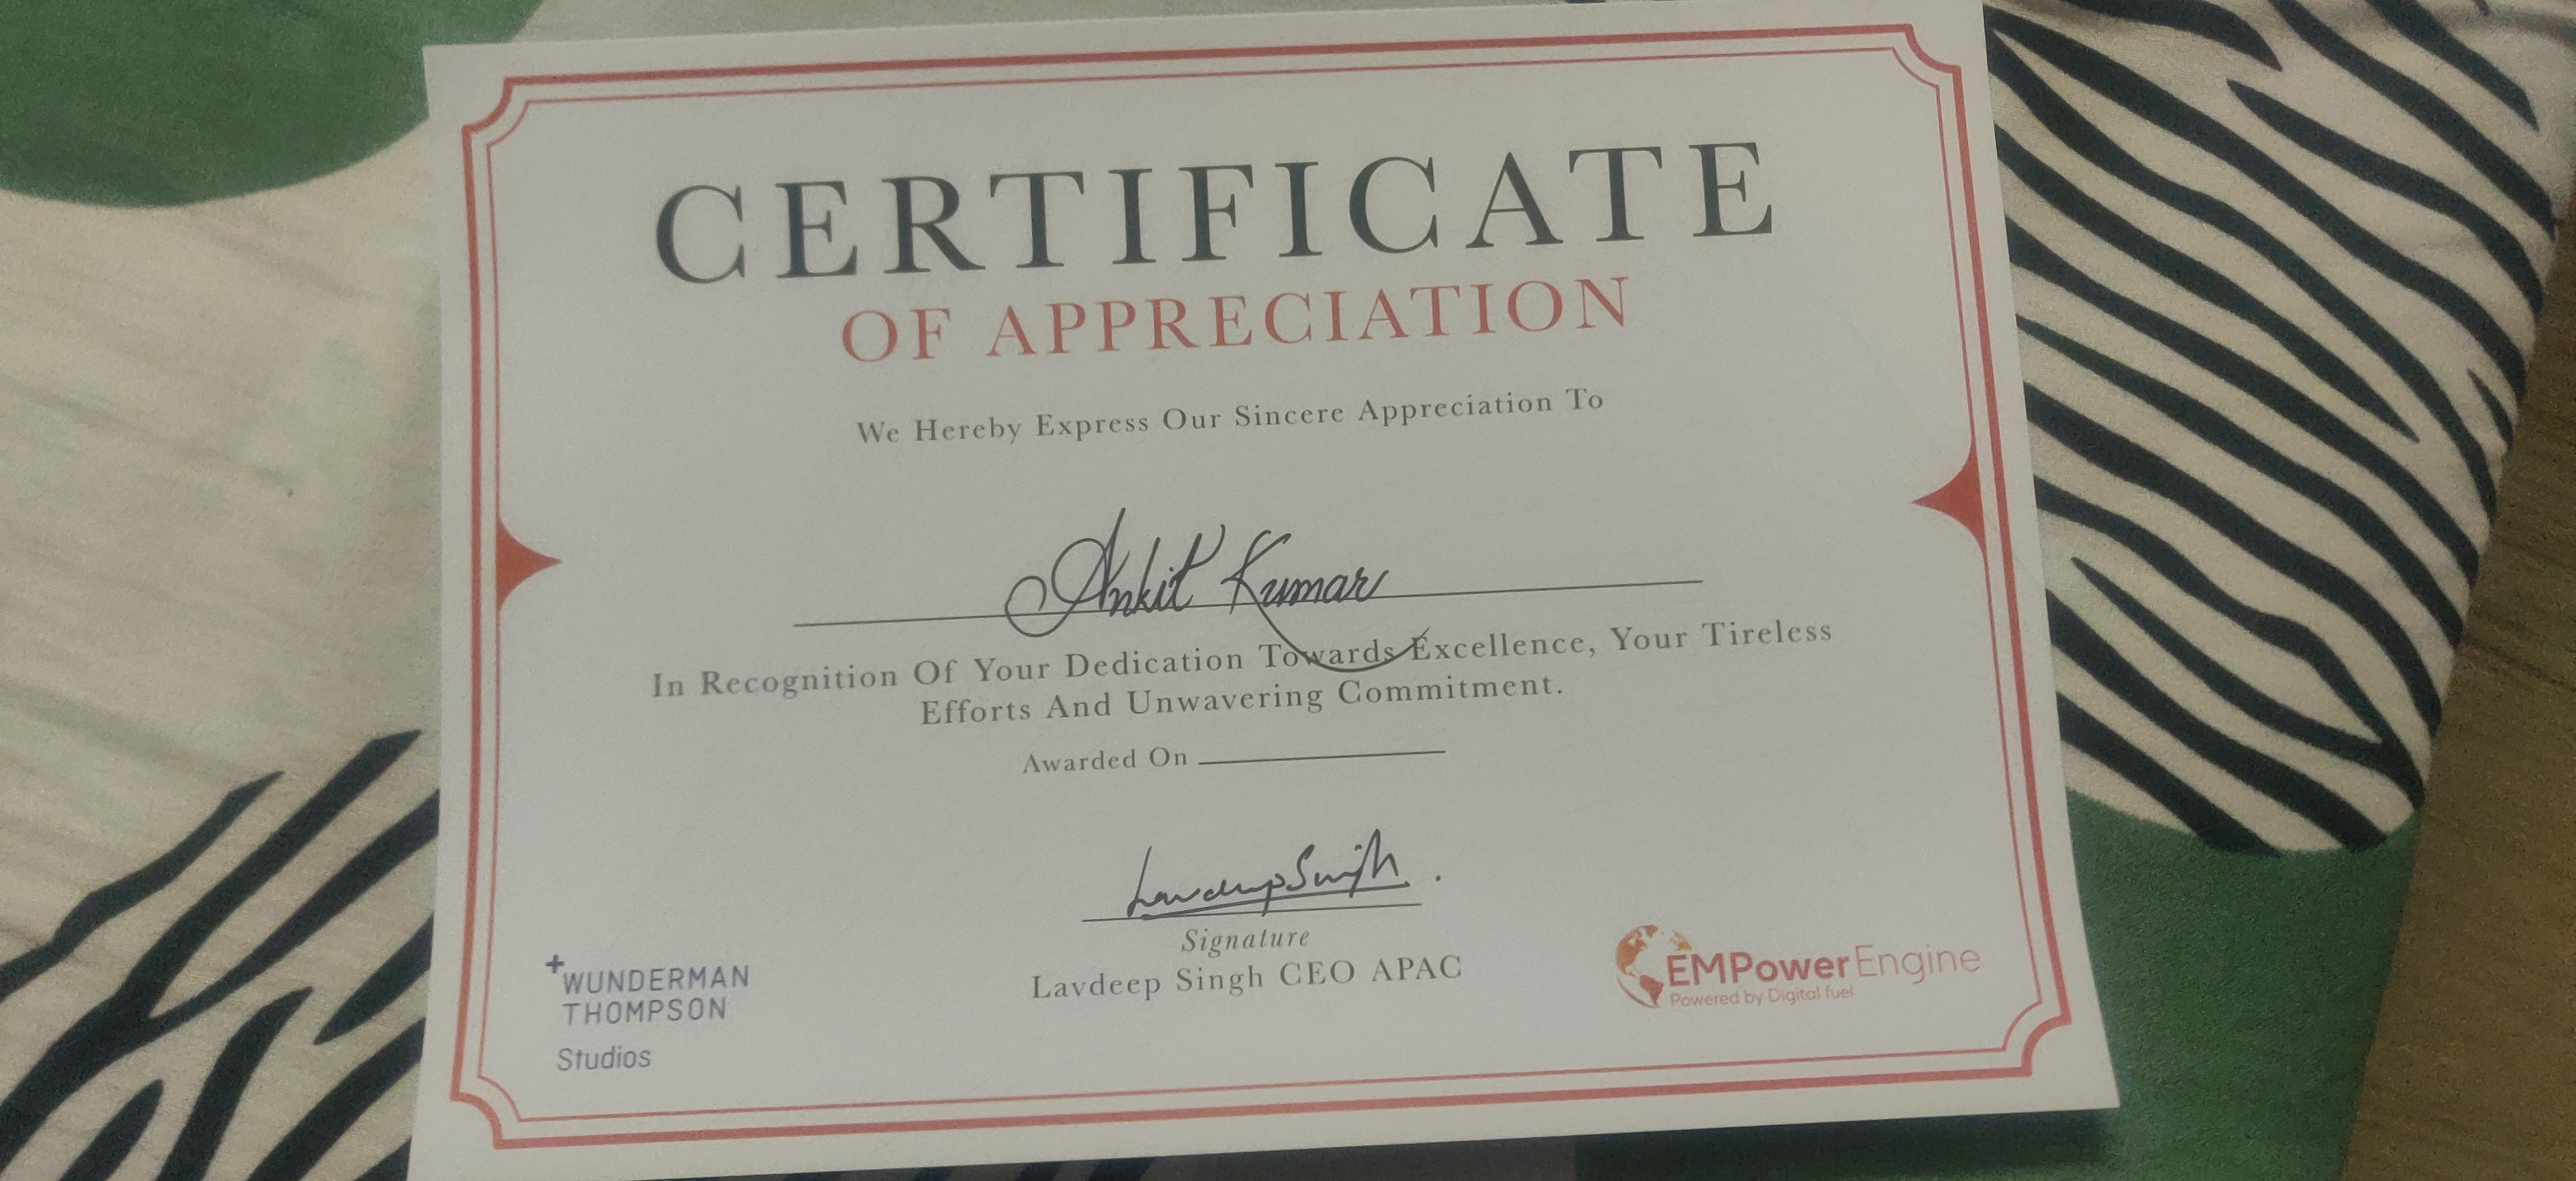 CERTIFICATE
OF APPRECIATION
We Hereby Express Our Sincere Appreciation To
Ankit Kumar
In Recognition Of Your Dedication Towards Excellence, Your Tireless
Efforts And Unwavering Commitment.
Awarded On
Lavdeep Singh
Signature
Lavdeep Singh CEO APAC
WUNDERMAN
THOMPSON
Studios
EMPowerEngine
Powered by Digital fuel